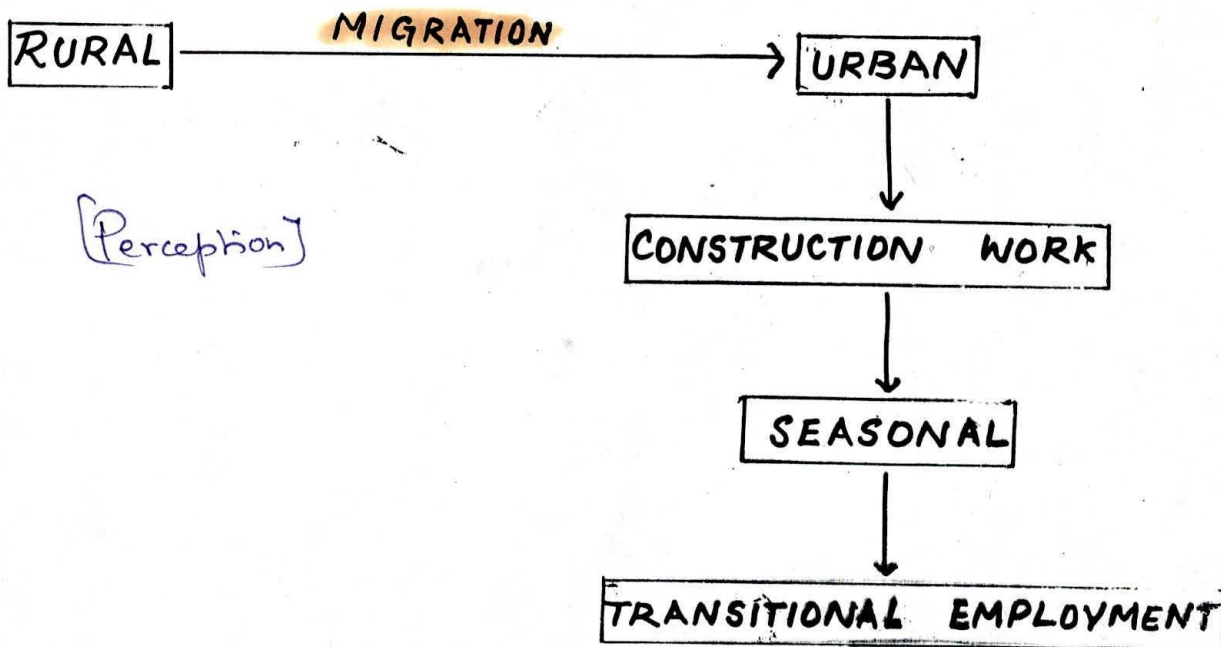 MIGRATION
RURAL
URBAN
[Perception]
CONSTRUCTION WORK
SEASONAL
TRANSITIONAL EMPLOYMENT